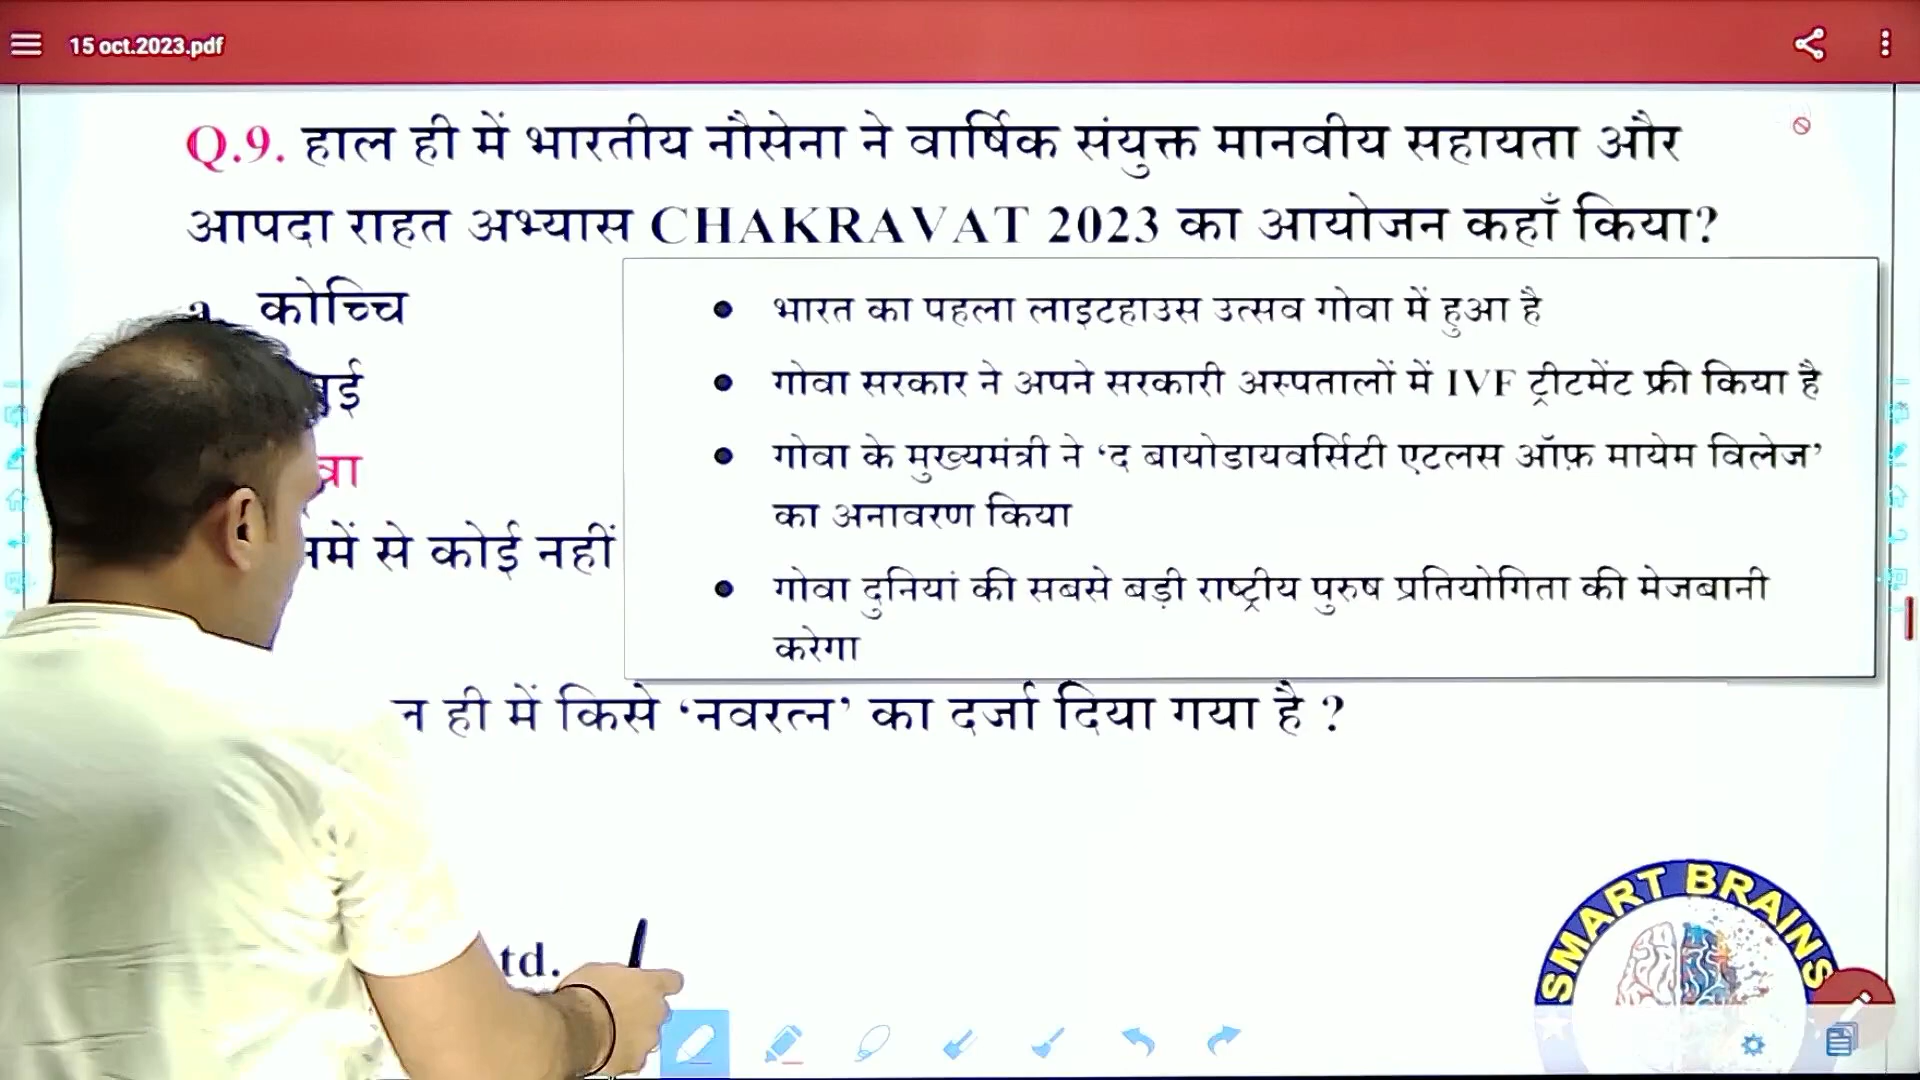 15 oct.2023.pdf
Q.9. हाल ही में भारतीय नौसेना ने वार्षिक संयुक्त मानवीय सहायता और
आपदा राहत अभ्यास CHAKRAVAT 2023 का आयोजन कहाँ किया?
कोच्चि
में से कोई नहीं
• भारत का पहला लाइटहाउस उत्सव गोवा में हुआ है
• गोवा सरकार ने अपने सरकारी अस्पतालों में IVF ट्रीटमेंट फ्री किया है
• गोवा के मुख्यमंत्री ने ‘द बायोडायवर्सिटी एटलस ऑफ़ मायेम विलेज’
का अनावरण किया
• गोवा दुनियां की सबसे बड़ी राष्ट्रीय पुरुष प्रतियोगिता की मेजबानी
करेगा
ही में किसे ‘नवरत्न’ का दर्जा दिया गया है ?
td.
SMART BRAINS